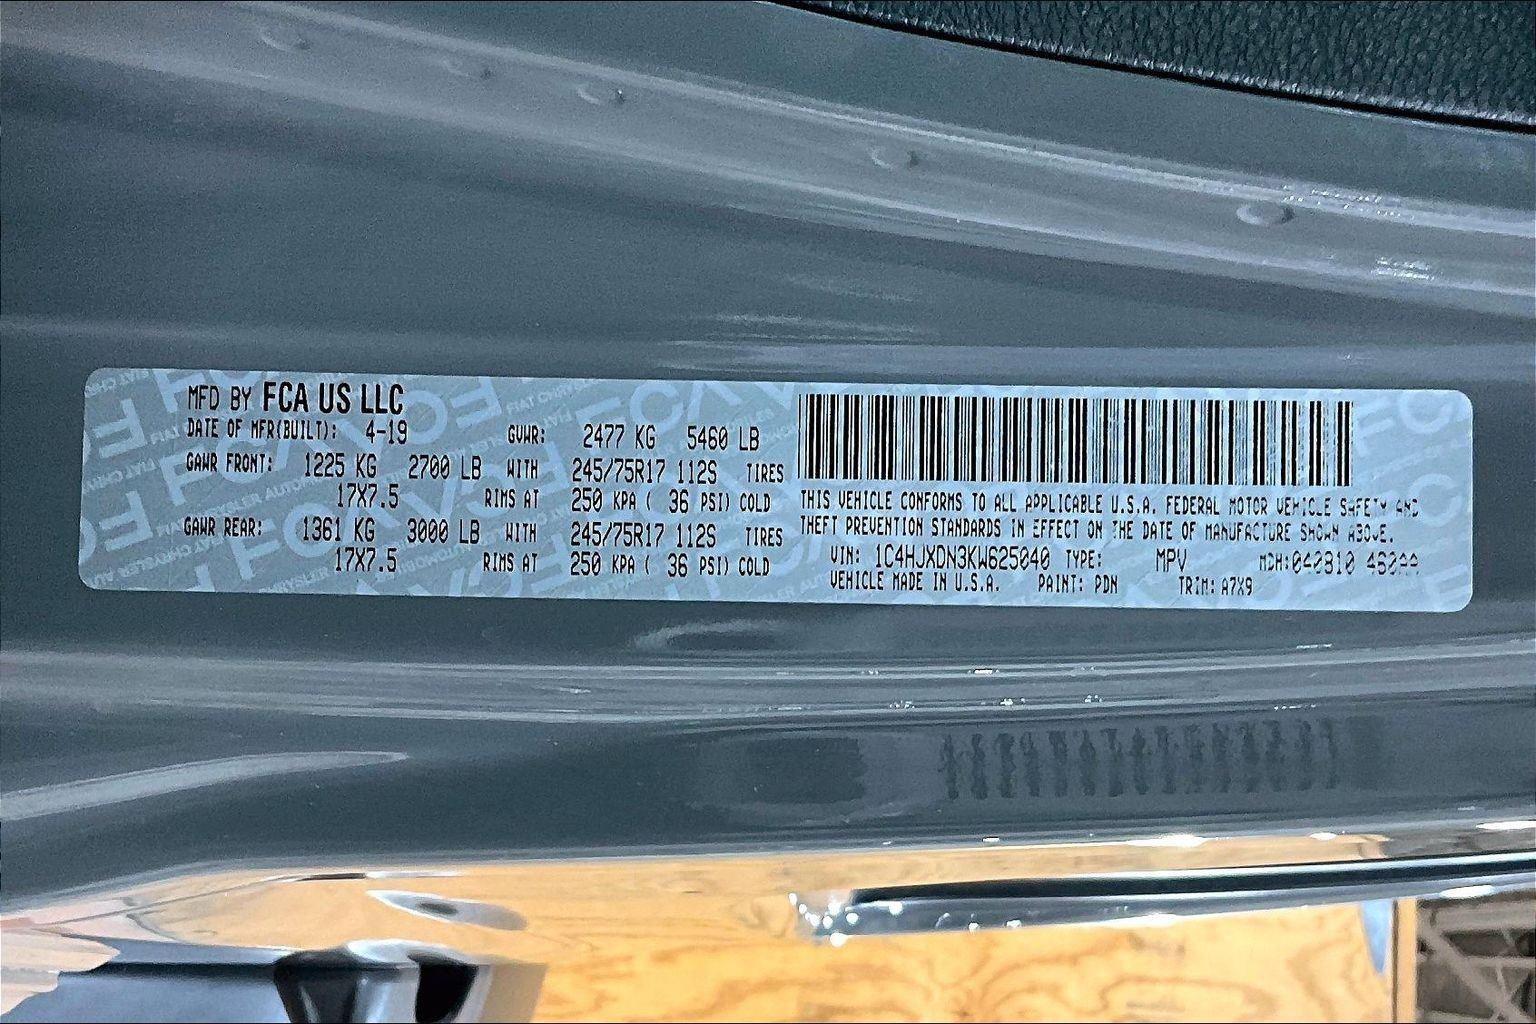 MFD BY FCA US LLC
DATE OF MFR(BUILT): 4-19 GVWR: 2477 KG 5460 LB
GAWR FRONT: 1225 KG 2700 LB WITH 245/75R17 112S TIRES
17X7.5 RIMS AT 250 KPA ( 36 PSI) COLD
GAWR REAR: 1361 KG 3000 LB WITH 245/75R17 112S TIRES
17X7.5 RIMS AT 250 KPA ( 36 PSI) COLD
THIS VEHICLE CONFORMS TO ALL APPLICABLE U.S.A. FEDERAL MOTOR VEHICLE SAFETY AND
THEFT PREVENTION STANDARDS IN EFFECT ON THE DATE OF MANUFACTURE SHOWN ABOVE.
VIN: 1C4HJXDN3KW625040 TYPE: MPV MDH:
VEHICLE MADE IN U.S.A. PAINT: PDN TRIM: A7X9